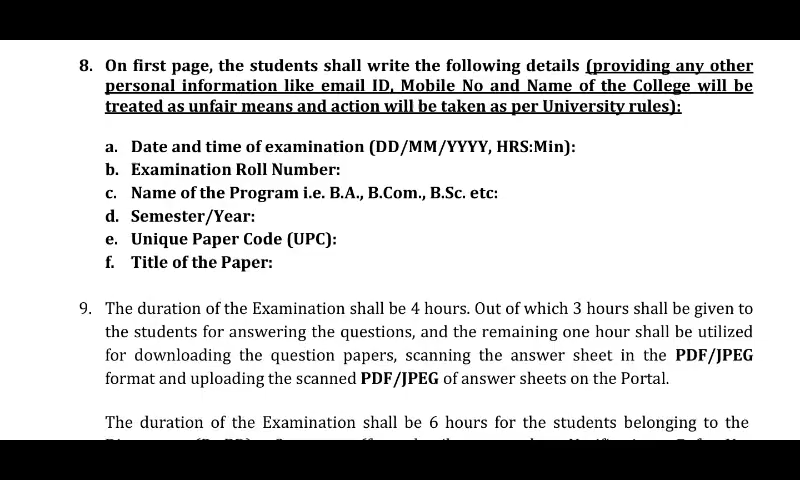 8. On first page, the students shall write the following details (providing any other
personal information like email ID, Mobile No and Name of the College will be
treated as unfair means and action will be taken as per University rules):
a. Date and time of examination (DD/MM/YYYY, HRS:Min):
b. Examination Roll Number:
c. Name of the Program i.e. B.A., B.Com., B.Sc. etc:
d. Semester/Year:
e. Unique Paper Code (UPC):
f. Title of the Paper:
9. The duration of the Examination shall be 4 hours. Out of which 3 hours shall be given to
the students for answering the questions, and the remaining one hour shall be utilized
for downloading the question papers, scanning the answer sheet in the PDF/JPEG
format and uploading the scanned PDF/JPEG of answer sheets on the Portal.
The duration of the Examination shall be 6 hours for the students belonging to the